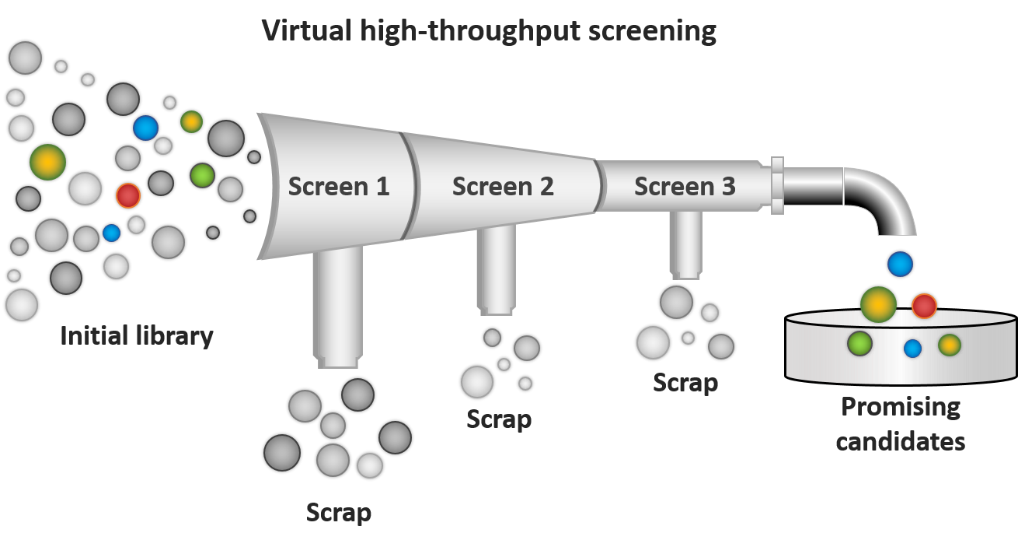 Virtual high-throughput screening
Screen 1
Screen 2
Screen 3
Initial library
Scrap
Scrap
Scrap
Promising
candidates